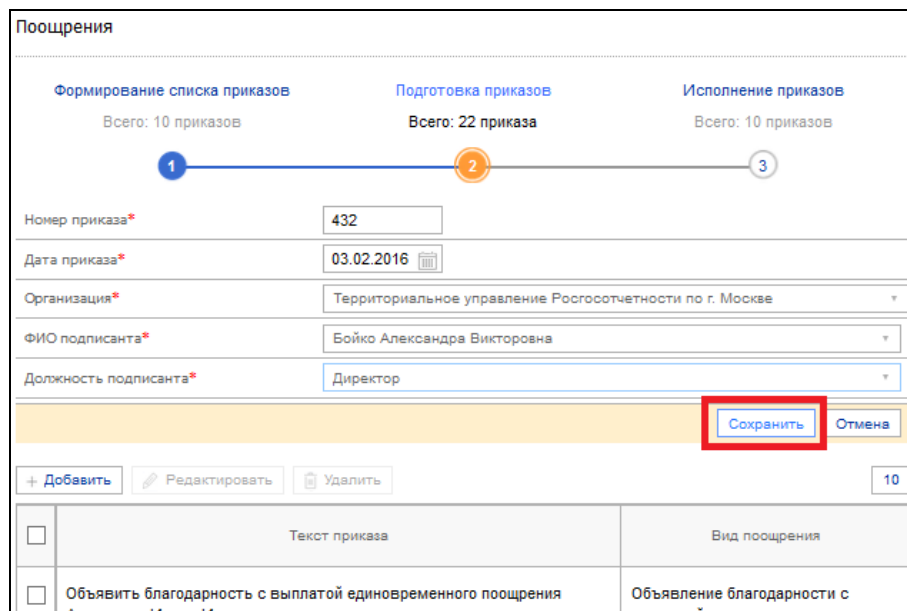 Поощрения
Формирование списка приказов Подготовка приказов Исполнение приказов
Всего: 10 приказов Всего: 22 приказа Всего: 10 приказов
1 2 3
Номер приказа* 432
Дата приказа* 03.02.2016
Организация* Территориальное управление Росгосотчетности по г. Москве
ФИО подписанта* Бойко Александра Викторовна
Должность подписанта* Директор
Сохранить Отмена
+ Добавить Редактировать Удалить 10
Текст приказа Вид поощрения
Объявить благодарность с выплатой единовременного поощрения Объявление благодарности с